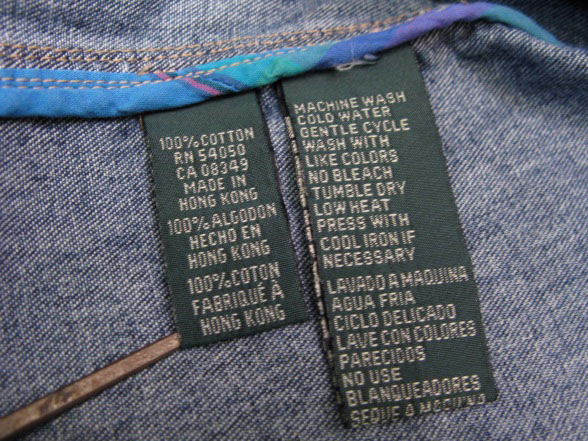 100% COTTON
RN 54050
CA 08349
MADE IN
HONG KONG
100% ALGODON
HECHO EN
HONG KONG
100% COTON
FABRIQUÉ À
HONG KONG
MACHINE WASH
COLD WATER
GENTLE CYCLE
WASH WITH
LIKE COLORS
NO BLEACH
TUMBLE DRY
LOW HEAT
PRESS WITH
COOL IRON IF
NECESSARY
LAVADO A MAQUINA
AGUA FRIA
CICLO DELICADO
LAVE CON COLORES
PARECIDOS
NO USE
BLANQUEADORES
SEQUE A MAQUINA